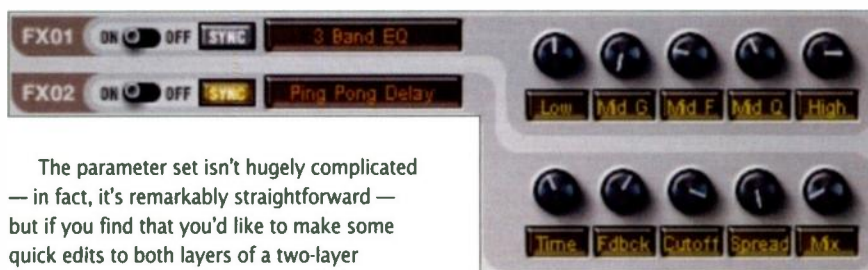 FX01 ON OFF SYNC 3 Band EQ
FX02 ON OFF SYNC Ping Pong Delay
Low Mid G Mid F Mid Q High
Time Fdbck Cutoff Spread Mix
The parameter set isn't hugely complicated
— in fact, it's remarkably straightforward —
but if you find that you'd like to make some
quick edits to both layers of a two-layer